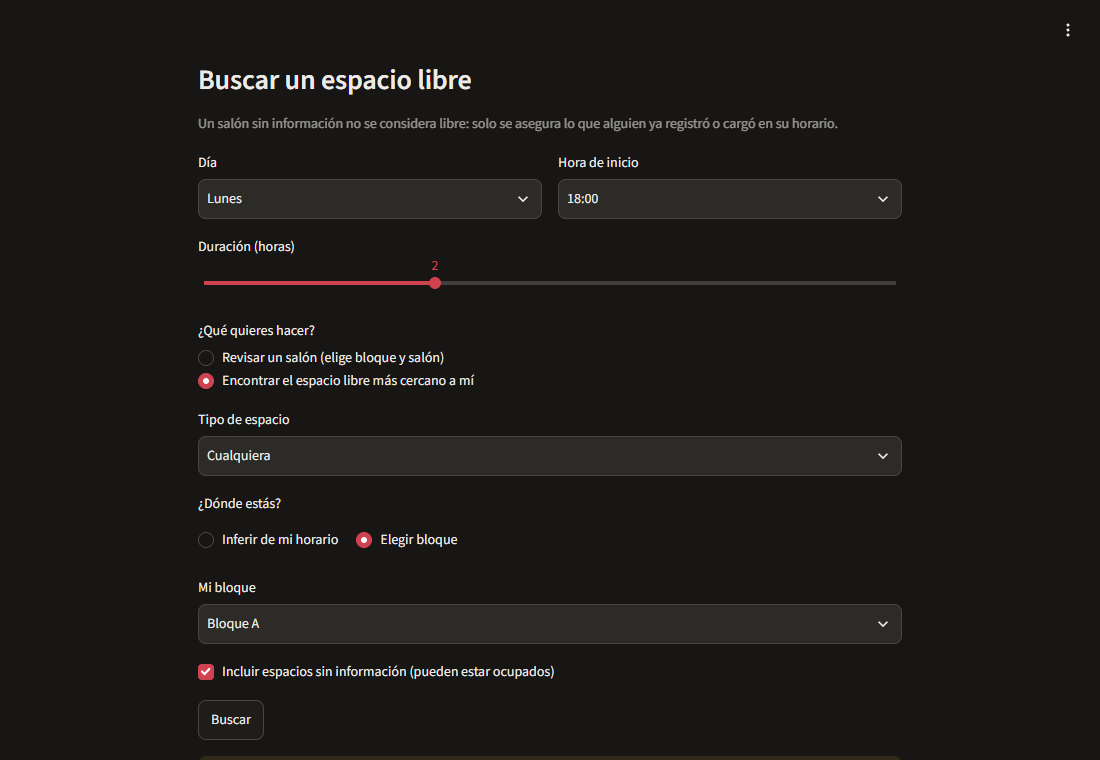 Buscar un espacio libre
Un salón sin información no se considera libre: solo se asegura lo que alguien ya registró o cargó en su horario.
Día
Hora de inicio
Lunes
18:00
Duración (horas)
2
¿Qué quieres hacer?
Revisar un salón (elige bloque y salón)
Encontrar el espacio libre más cercano a mí
Tipo de espacio
Cualquiera
¿Dónde estás?
Inferir de mi horario
Elegir bloque
Mi bloque
Bloque A
Incluir espacios sin información (pueden estar ocupados)
Buscar